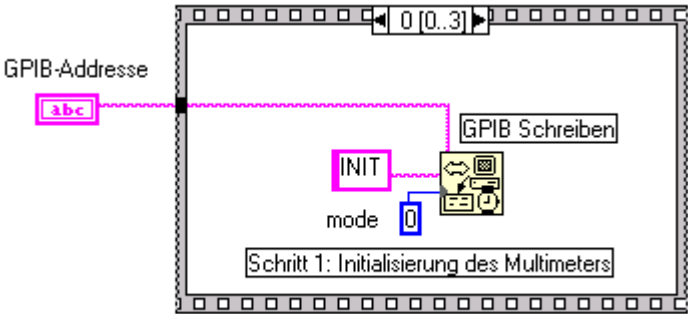 0 [0..3]
GPIB-Addresse
abc
GPIB Schreiben
INIT
mode 0
Schritt 1: Initialisierung des Multimeters